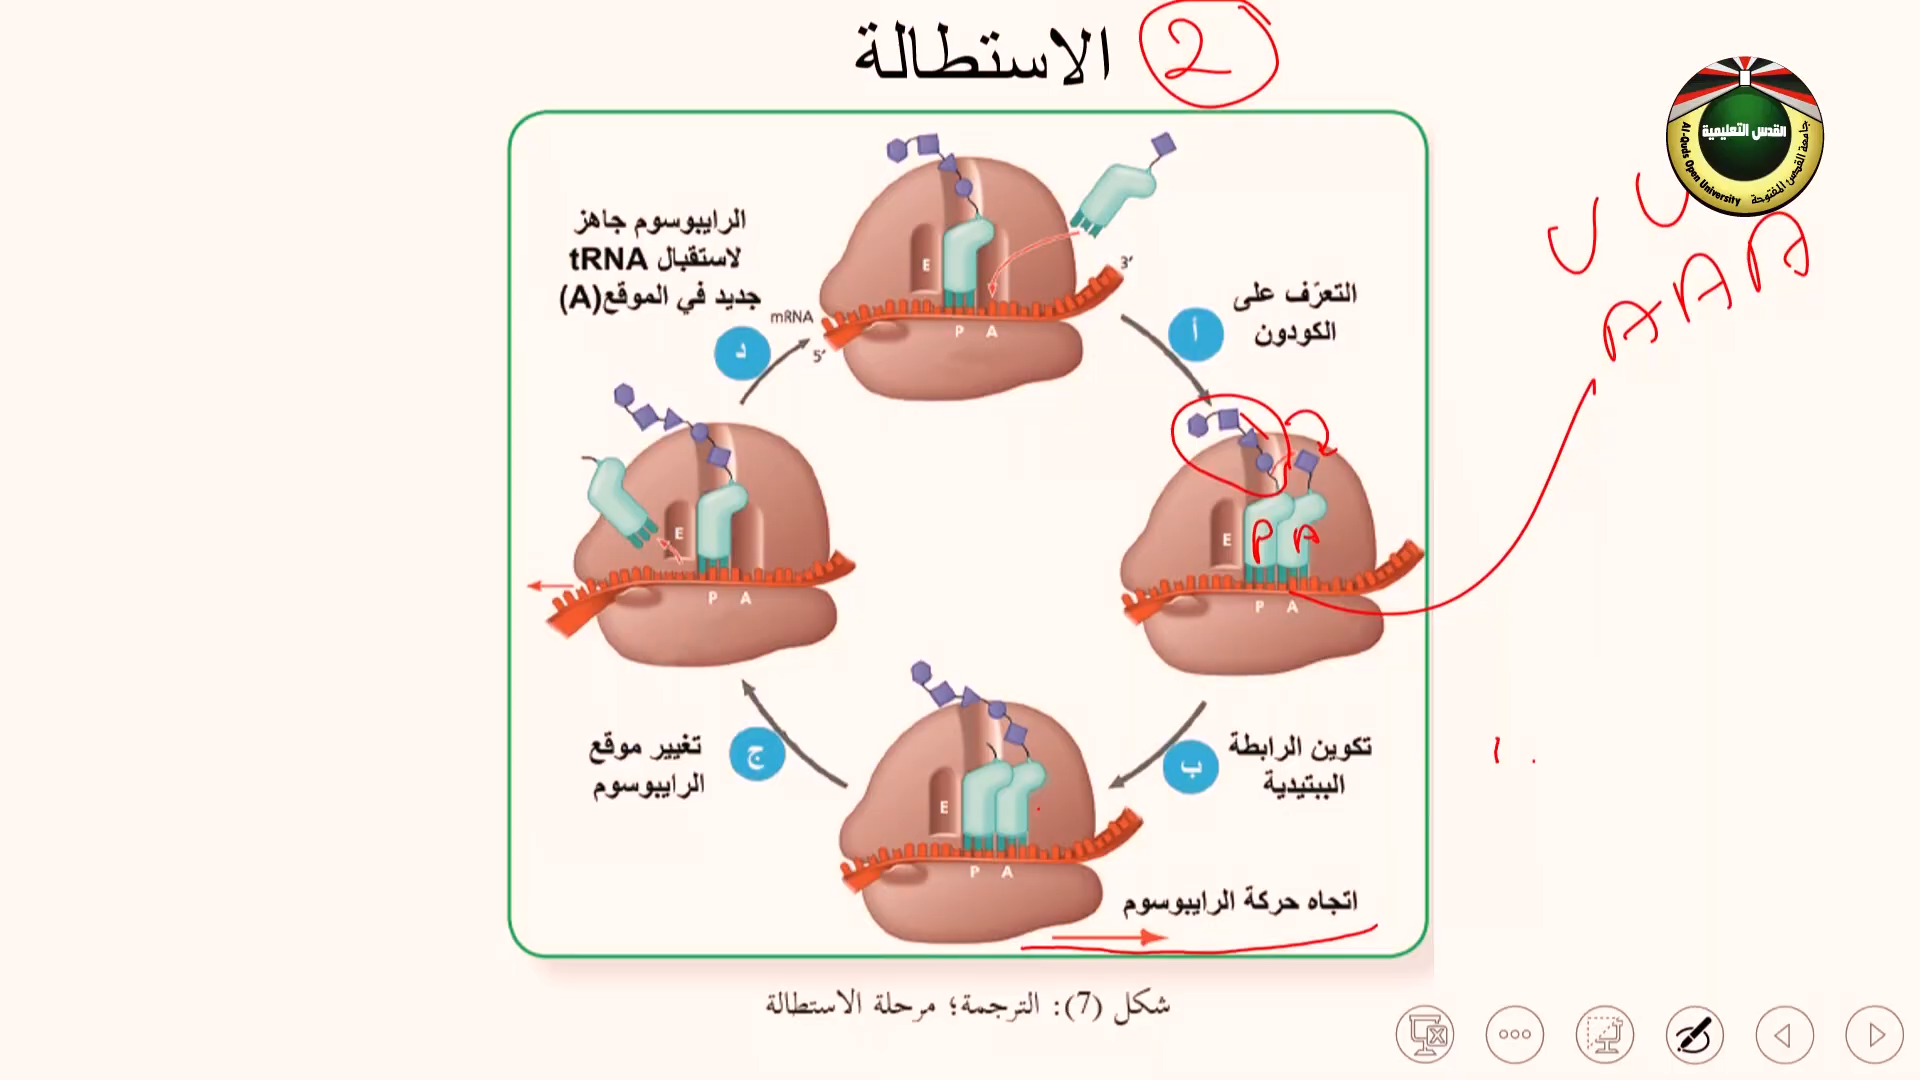 الاستطالة 2
القدس التعليمية
جامعة القدس المفتوحة
Al-Quds Open University
U U
A A A
الرايبوسوم جاهز
لاستقبال tRNA
جديد في الموقع(A)
د
mRNA
5′
E
P A
3′
أ
التعرّف على
الكودون
E
P A
P A
E
P A
تغيير موقع
الرايبوسوم
ج
ب
تكوين الرابطة
الببتيدية
E
P A
اتجاه حركة الرايبوسوم
شكل (7): الترجمة؛ مرحلة الاستطالة